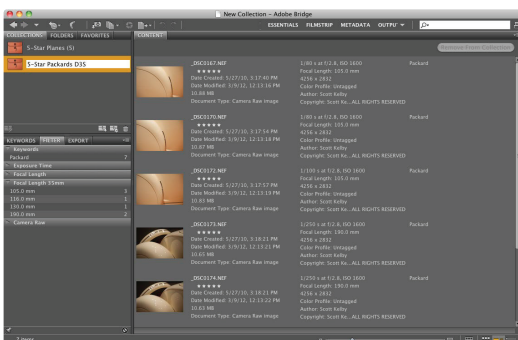 New Collection – Adobe Bridge
ESSENTIALS FILMSTRIP METADATA OUTPUT
COLLECTIONS FOLDERS FAVORITES
5-Star Planes (S)
5-Star Packards D3S
KEYWORDS FILTER EXPORT
Keywords
Packard 7
Exposure Time
Focal Length
Focal Length 35mm
105.0 mm 3
116.0 mm 1
130.0 mm 1
190.0 mm 2
Camera Raw
7 items
CONTENT
Remove From Collection
_DSC0167.NEF
★★★★★
Date Created: 5/27/10, 3:17:40 PM
Date Modified: 3/9/12, 12:13:16 PM
10.88 MB
Document Type: Camera Raw image
1/80 s at f/2.8, ISO 1600
Focal Length: 105.0 mm
4256 x 2832
Color Profile: Untagged
Author: Scott Kelby
Copyright: Scott Ke...ALL RIGHTS RESERVED
Packard
_DSC0170.NEF
★★★★★
Date Created: 5/27/10, 3:17:54 PM
Date Modified: 3/9/12, 12:13:18 PM
10.87 MB
Document Type: Camera Raw image
1/80 s at f/2.8, ISO 1600
Focal Length: 105.0 mm
4256 x 2832
Color Profile: Untagged
Author: Scott Kelby
Copyright: Scott Ke...ALL RIGHTS RESERVED
Packard
_DSC0172.NEF
★★★★★
Date Created: 5/27/10, 3:17:57 PM
Date Modified: 3/9/12, 12:13:19 PM
10.83 MB
Document Type: Camera Raw image
1/100 s at f/2.8, ISO 1600
Focal Length: 105.0 mm
4256 x 2832
Color Profile: Untagged
Author: Scott Kelby
Copyright: Scott Ke...ALL RIGHTS RESERVED
Packard
_DSC0173.NEF
★★★★★
Date Created: 5/27/10, 3:18:21 PM
Date Modified: 3/9/12, 12:13:21 PM
10.65 MB
Document Type: Camera Raw image
1/250 s at f/2.8, ISO 1600
Focal Length: 190.0 mm
4256 x 2832
Color Profile: Untagged
Author: Scott Kelby
Copyright: Scott Ke...ALL RIGHTS RESERVED
Packard
_DSC0174.NEF
★★★★★
Date Created: 5/27/10, 3:18:21 PM
Date Modified: 3/9/12, 12:13:22 PM
10.63 MB
Document Type: Camera Raw image
1/250 s at f/2.8, ISO 1600
Focal Length: 190.0 mm
4256 x 2832
Color Profile: Untagged
Author: Scott Kelby
Copyright: Scott Ke...ALL RIGHTS RESERVED
Packard